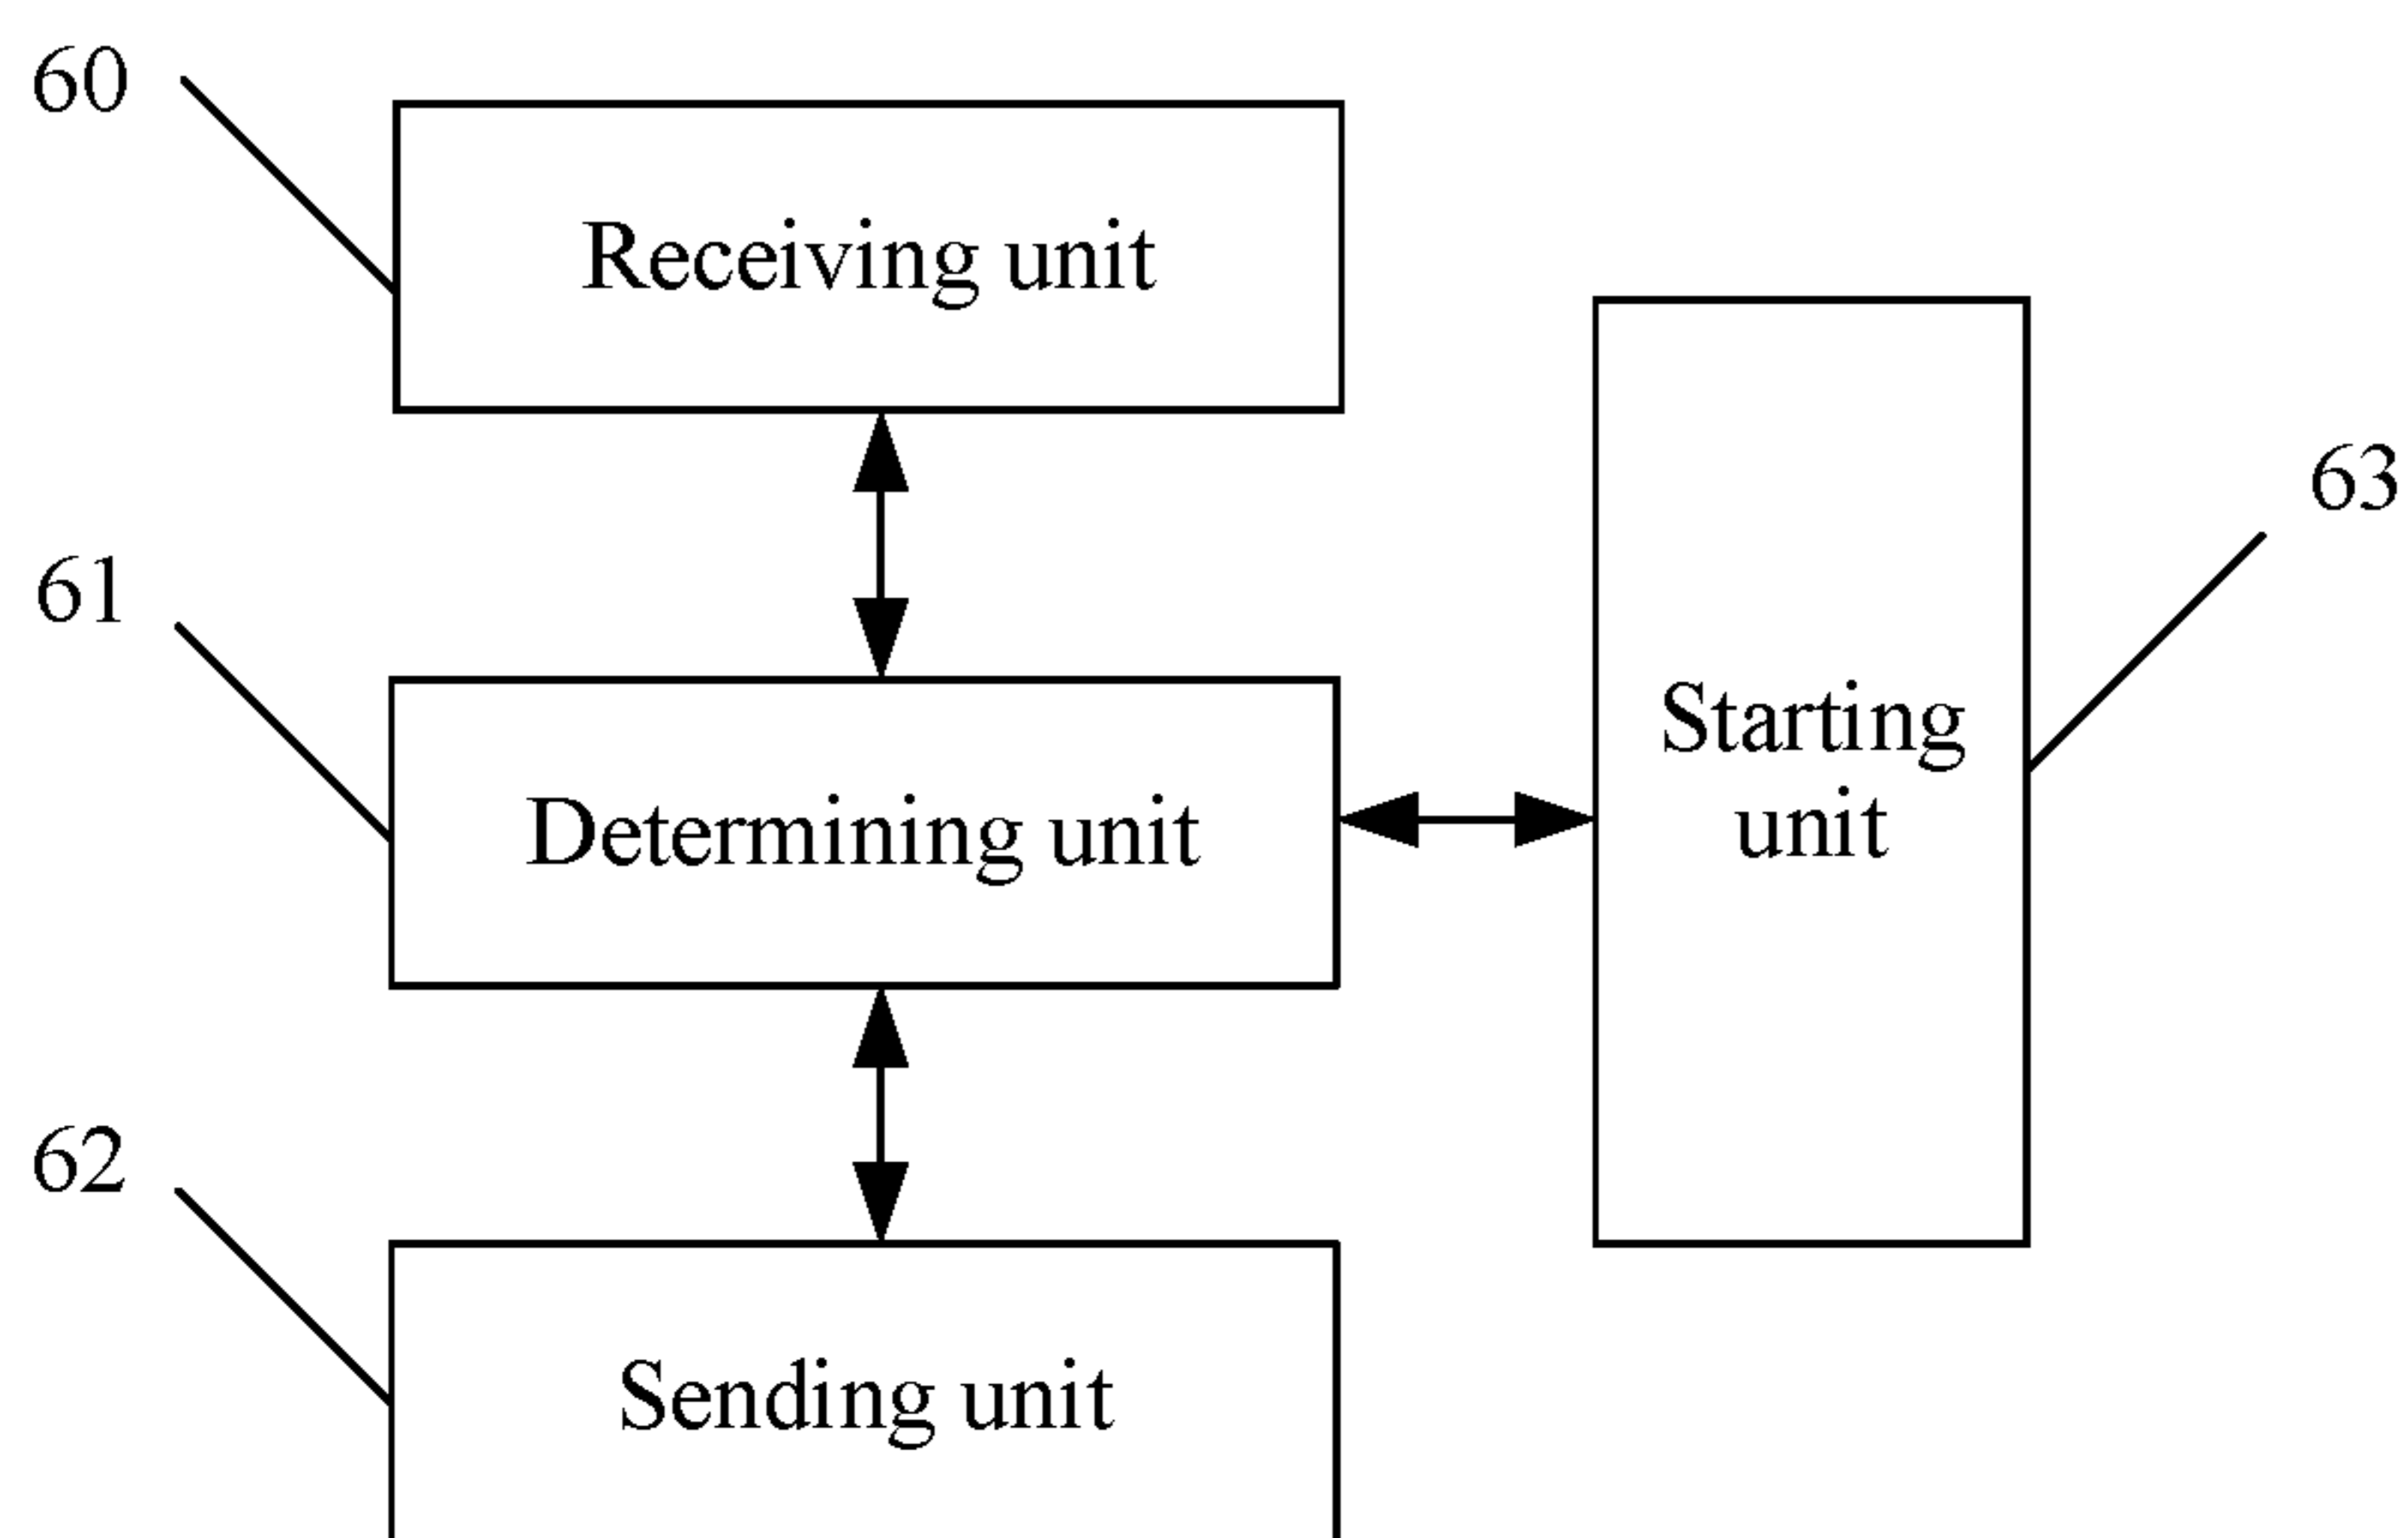 60
Receiving unit
63
61
Starting
unit
Determining unit
62
Sending unit